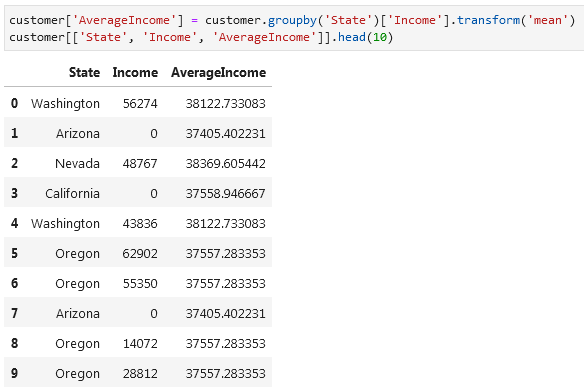 customer['AverageIncome'] = customer.groupby('State')['Income'].transform('mean')
customer[['State', 'Income', 'AverageIncome']].head(10)
State Income AverageIncome
0 Washington 56274 38122.733083
1 Arizona 0 37405.402231
2 Nevada 48767 38369.605442
3 California 0 37558.946667
4 Washington 43836 38122.733083
5 Oregon 62902 37557.283353
6 Oregon 55350 37557.283353
7 Arizona 0 37405.402231
8 Oregon 14072 37557.283353
9 Oregon 28812 37557.283353